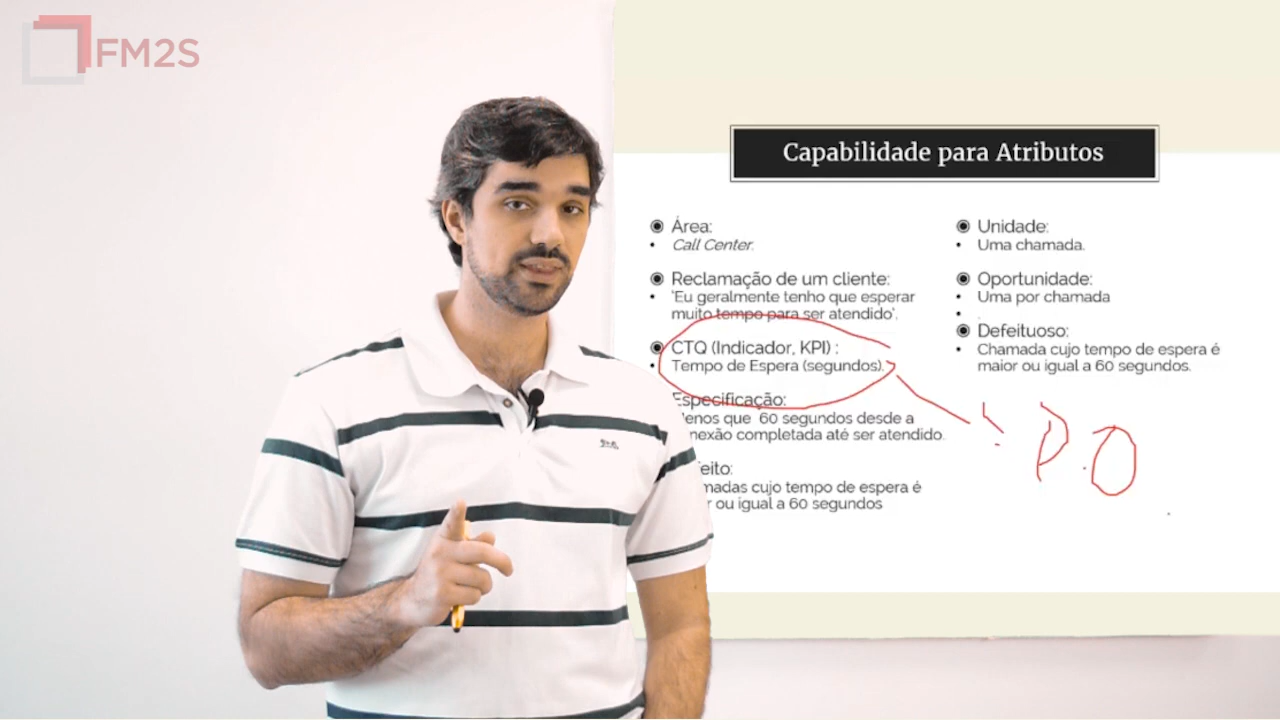 FM2S
Capabilidade para Atributos
Área:
Call Center.
Reclamação de um cliente:
'Eu geralmente tenho que esperar
muito tempo para ser atendido'.
CTQ (Indicador, KPI) :
Tempo de Espera (segundos).
Especificação:
60 segundos desde a
completada até ser atendido.
cujo tempo de espera é
ou igual a 60 segundos
Unidade:
Uma chamada.
Oportunidade:
Uma por chamada
.
Defeituoso:
Chamada cujo tempo de espera é
maior ou igual a 60 segundos.
P.O